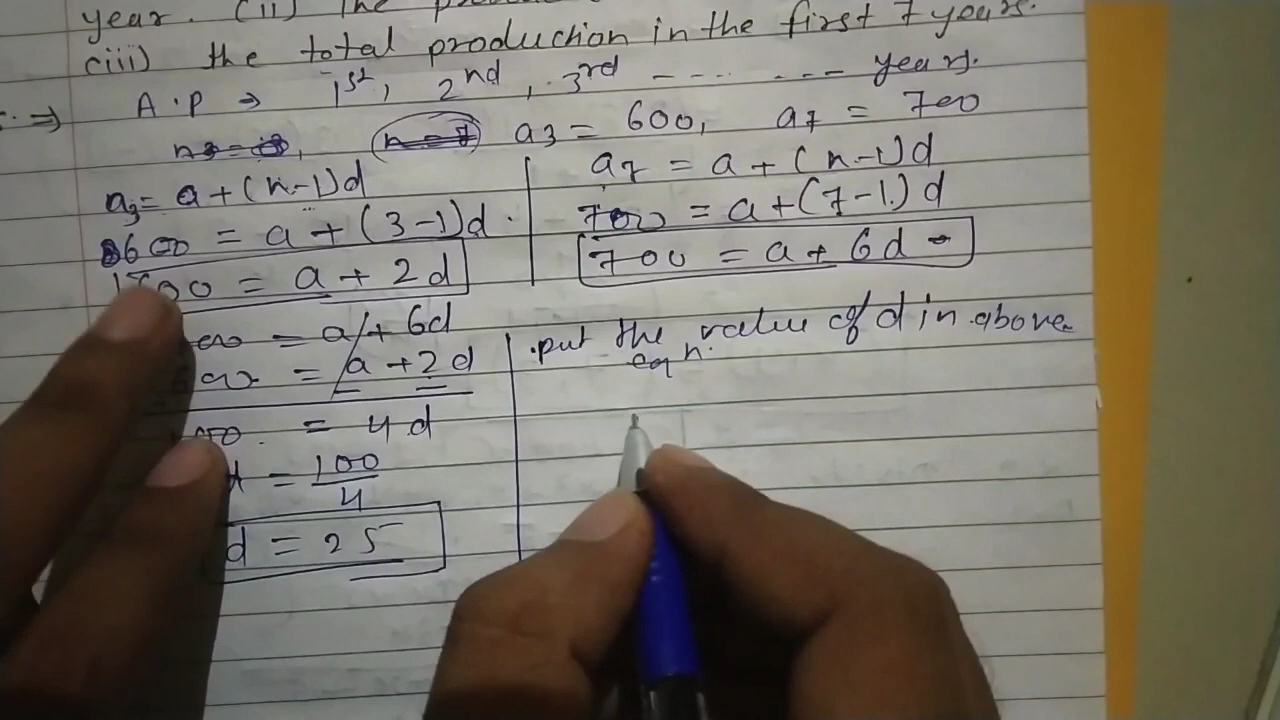 year. (ii) The
(iii) the total production in the first 7 years.
∴ ⇒ A.P → 1st, 2nd, 3rd - - - - - - - years.
a3 = 600, a7 = 700
a3 = a + (n-1)d
600 = a + (3-1)d.
= a + 2d
a7 = a + (n-1)d
700 = a + (7-1)d
700 = a + 6d
= a + 6d
= a + 2d
= 4d
d = 100/4
d = 25
put the value of d in above
eqn.